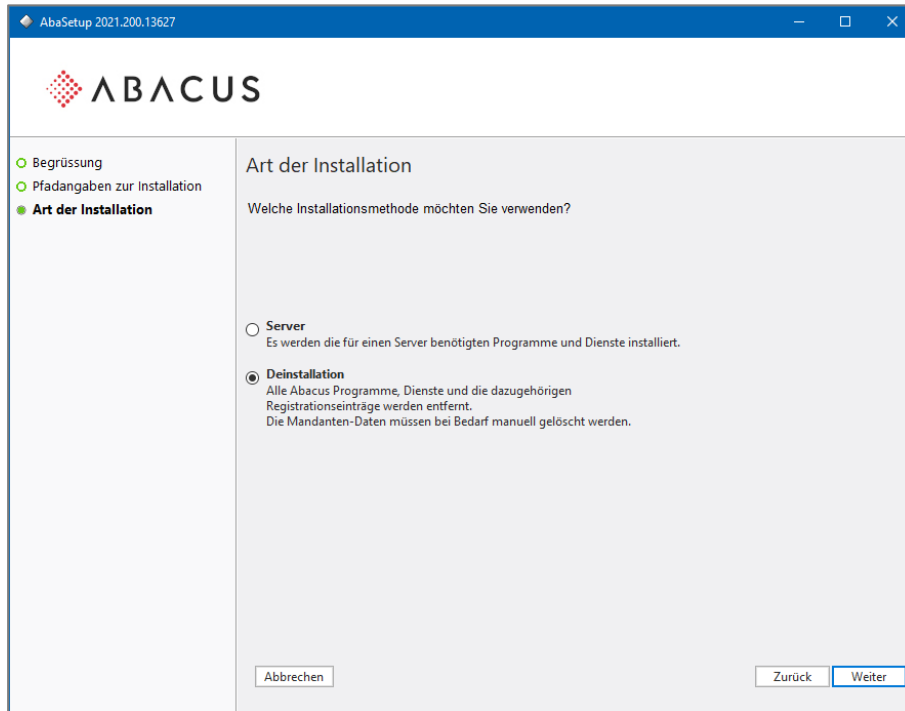 AbaSetup 2021.200.13627
ABACUS
Begrüssung
Pfadangaben zur Installation
Art der Installation
Art der Installation
Welche Installationsmethode möchten Sie verwenden?
Server
Es werden die für einen Server benötigten Programme und Dienste installiert.
Deinstallation
Alle Abacus Programme, Dienste und die dazugehörigen
Registrationseinträge werden entfernt.
Die Mandanten-Daten müssen bei Bedarf manuell gelöscht werden.
Abbrechen
Zurück
Weiter